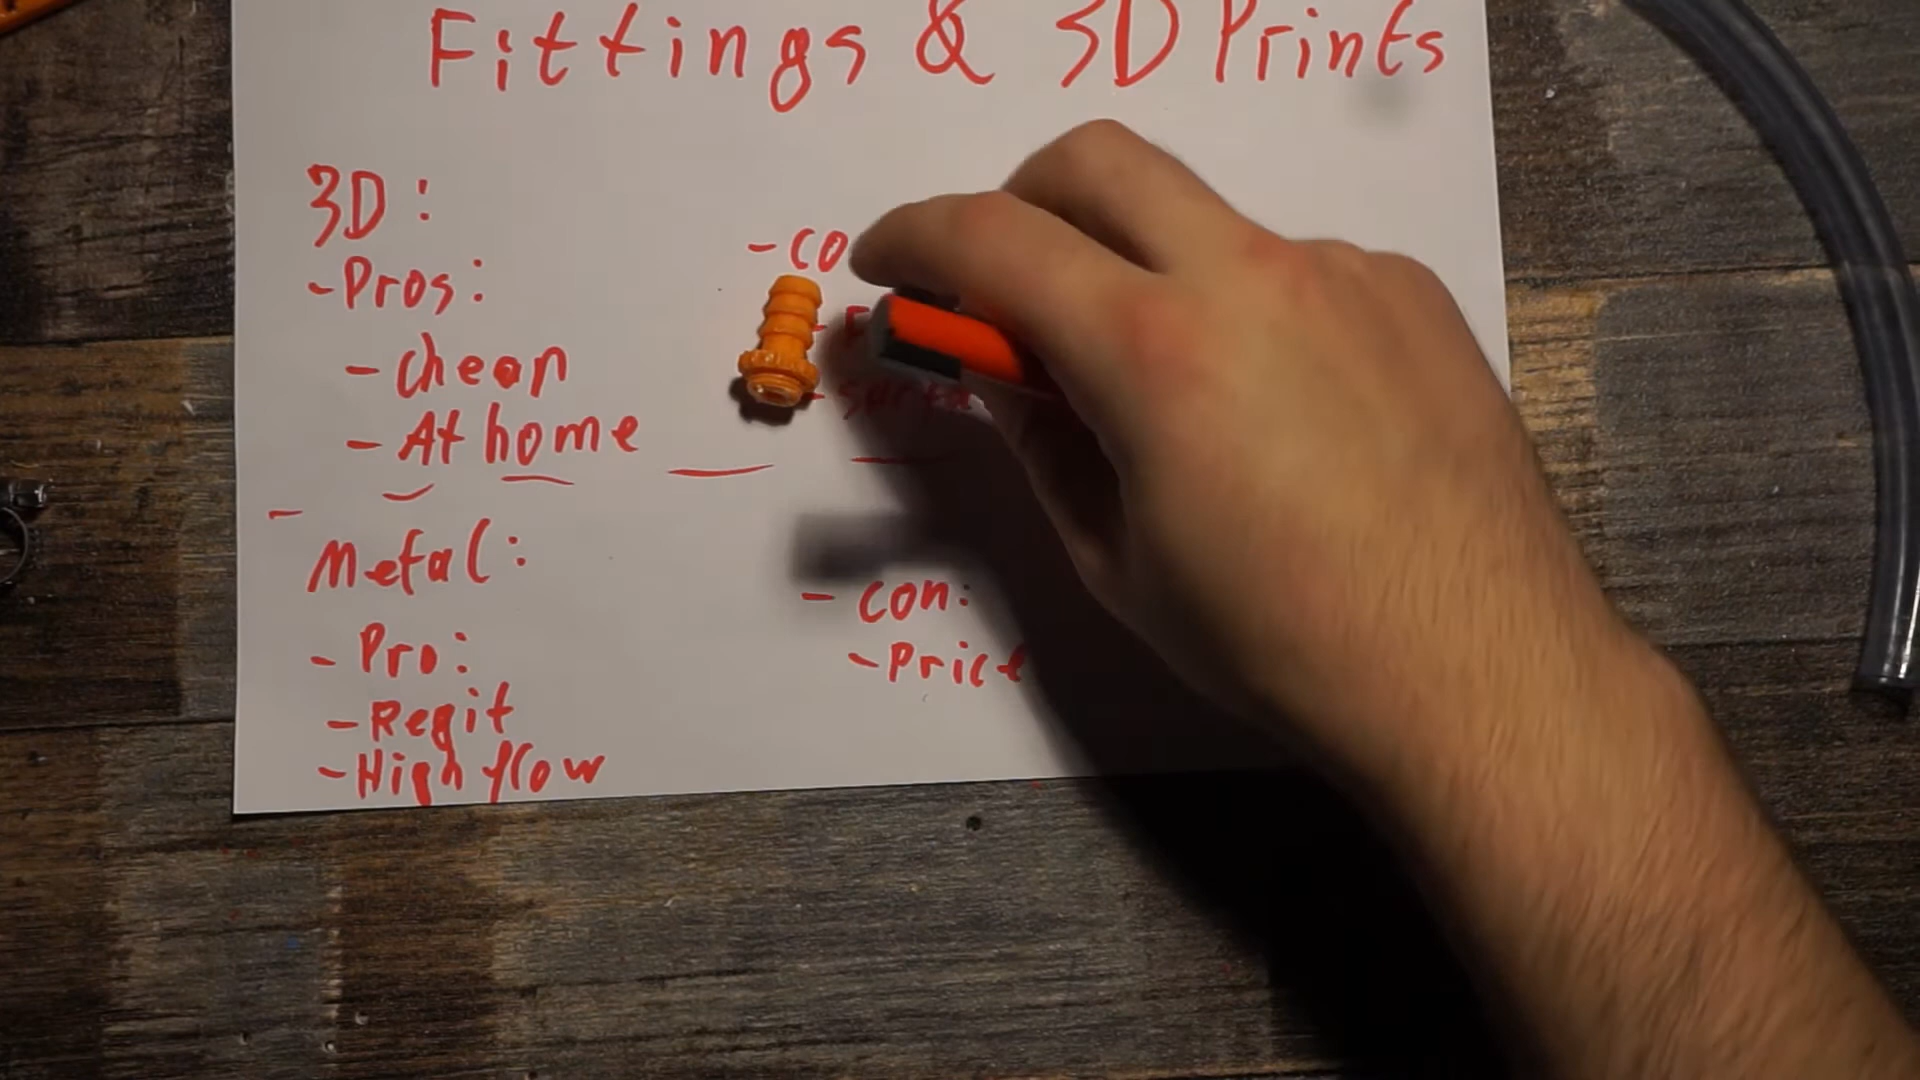 Fittings & 3D Prints
3D:
- Pros:
- Cheap
- At home
Metal:
- Pro:
- Regit
- High flow
- con:
- Price